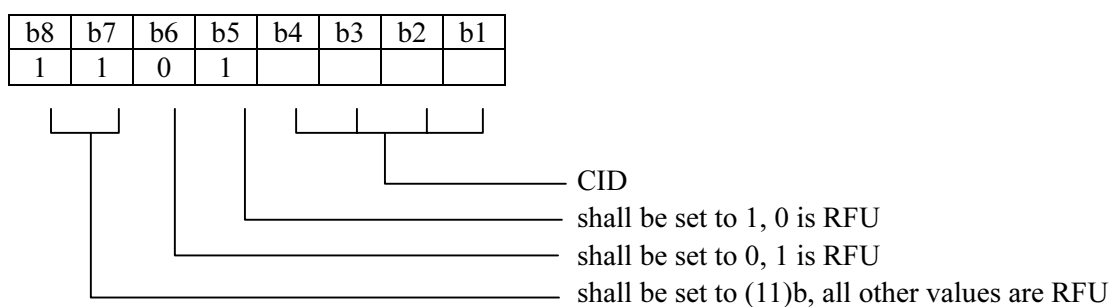 b8 b7 b6 b5 b4 b3 b2 b1
1 1 0 1
CID
shall be set to 1, 0 is RFU
shall be set to 0, 1 is RFU
shall be set to (11)b, all other values are RFU